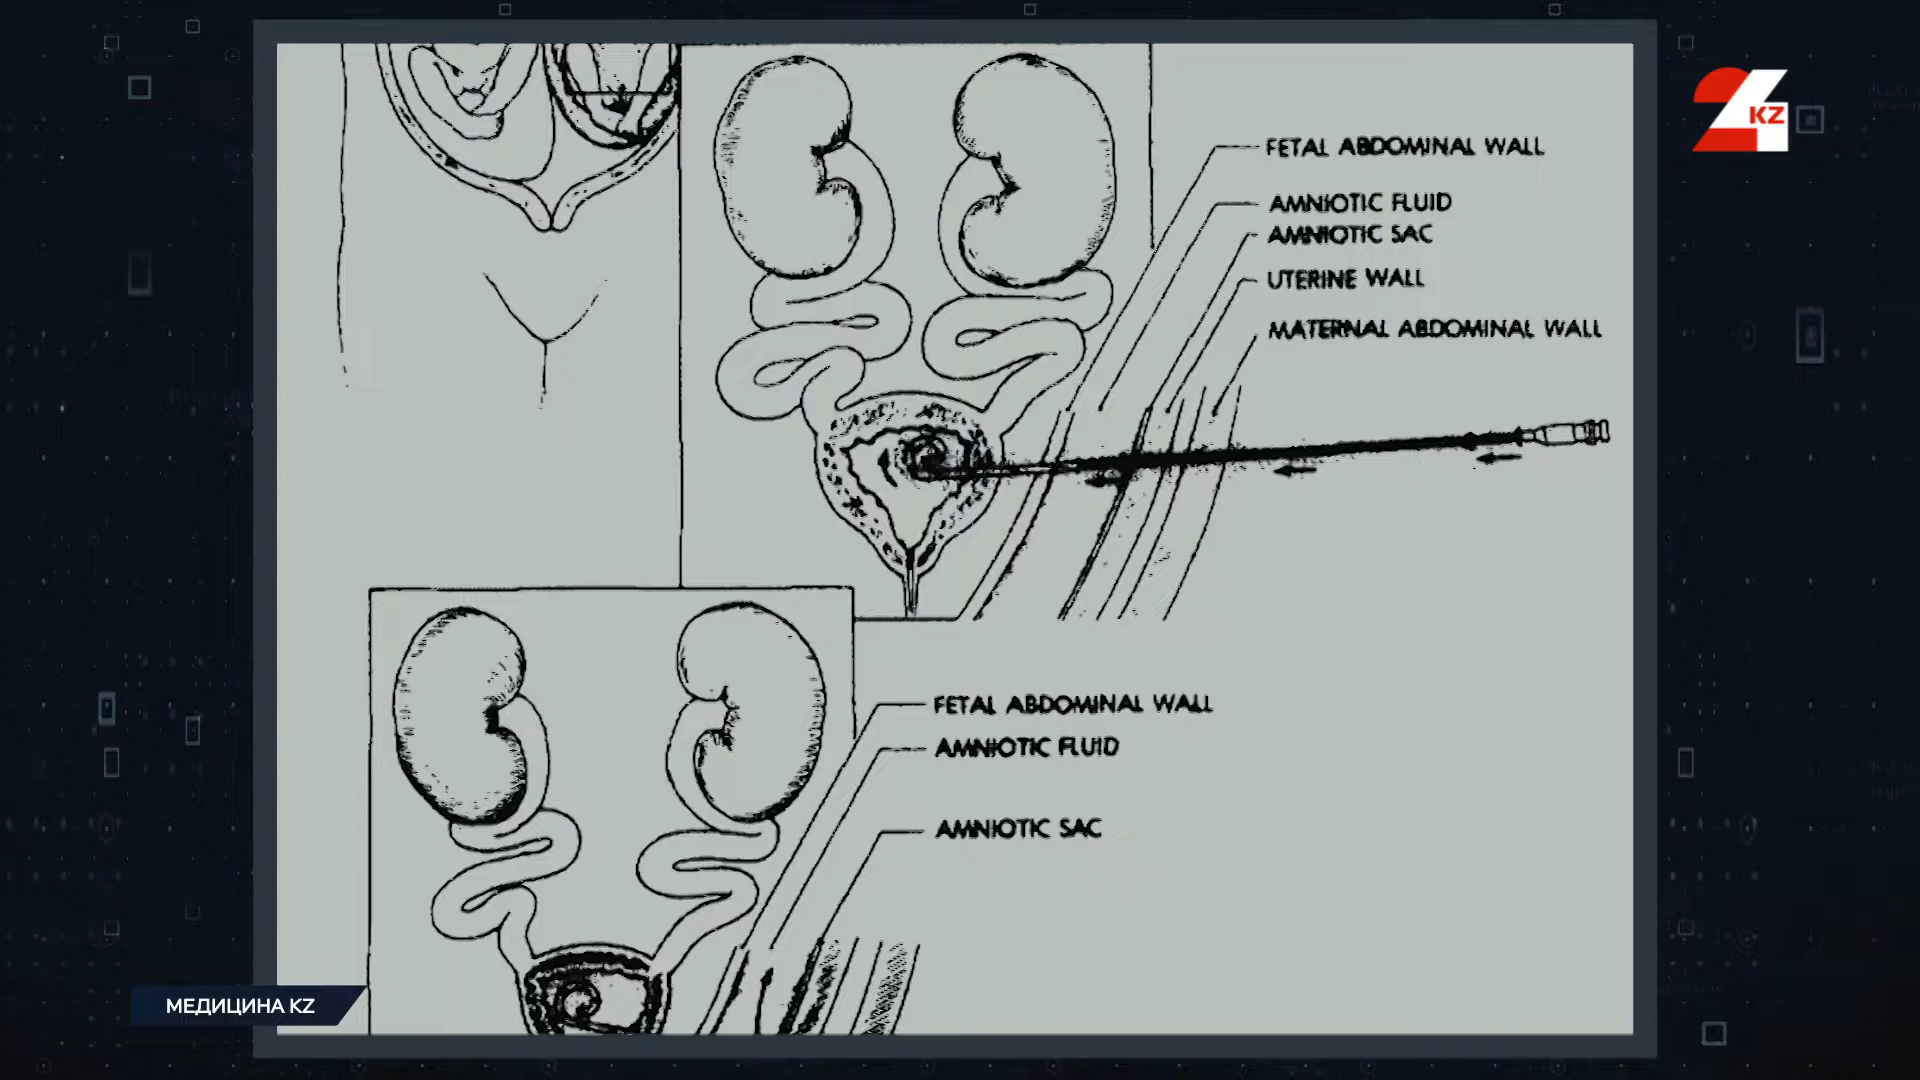 24 KZ
FETAL ABDOMINAL WALL
AMNIOTIC FLUID
AMNIOTIC SAC
UTERINE WALL
MATERNAL ABDOMINAL WALL
FETAL ABDOMINAL WALL
AMNIOTIC FLUID
AMNIOTIC SAC
МЕДИЦИНА KZ